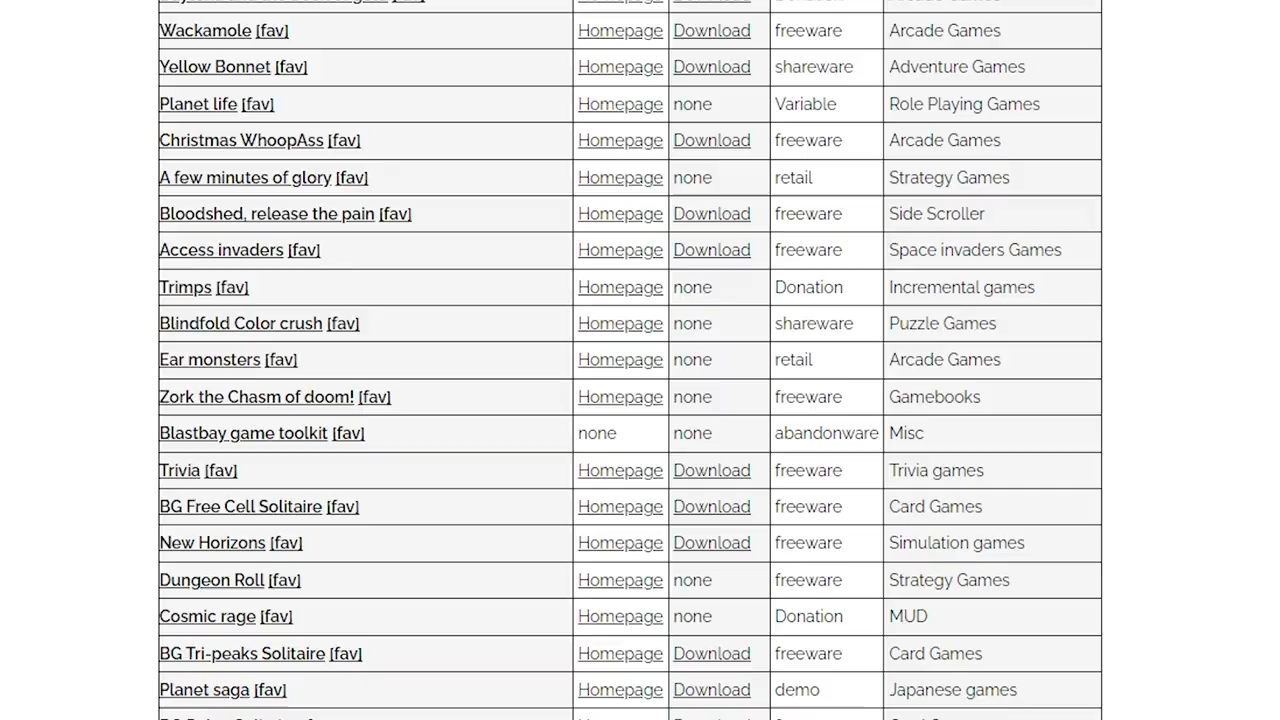 Wackamole [fav] Homepage Download freeware Arcade Games
Yellow Bonnet [fav] Homepage Download shareware Adventure Games
Planet life [fav] Homepage none Variable Role Playing Games
Christmas WhoopAss [fav] Homepage Download freeware Arcade Games
A few minutes of glory [fav] Homepage none retail Strategy Games
Bloodshed, release the pain [fav] Homepage Download freeware Side Scroller
Access invaders [fav] Homepage Download freeware Space invaders Games
Trimps [fav] Homepage none Donation Incremental games
Blindfold Color crush [fav] Homepage none shareware Puzzle Games
Ear monsters [fav] Homepage none retail Arcade Games
Zork the Chasm of doom! [fav] Homepage none freeware Gamebooks
Blastbay game toolkit [fav] none none abandonware Misc
Trivia [fav] Homepage Download freeware Trivia games
BG Free Cell Solitaire [fav] Homepage Download freeware Card Games
New Horizons [fav] Homepage Download freeware Simulation games
Dungeon Roll [fav] Homepage none freeware Strategy Games
Cosmic rage [fav] Homepage none Donation MUD
BG Tri-peaks Solitaire [fav] Homepage Download freeware Card Games
Planet saga [fav] Homepage Download demo Japanese games